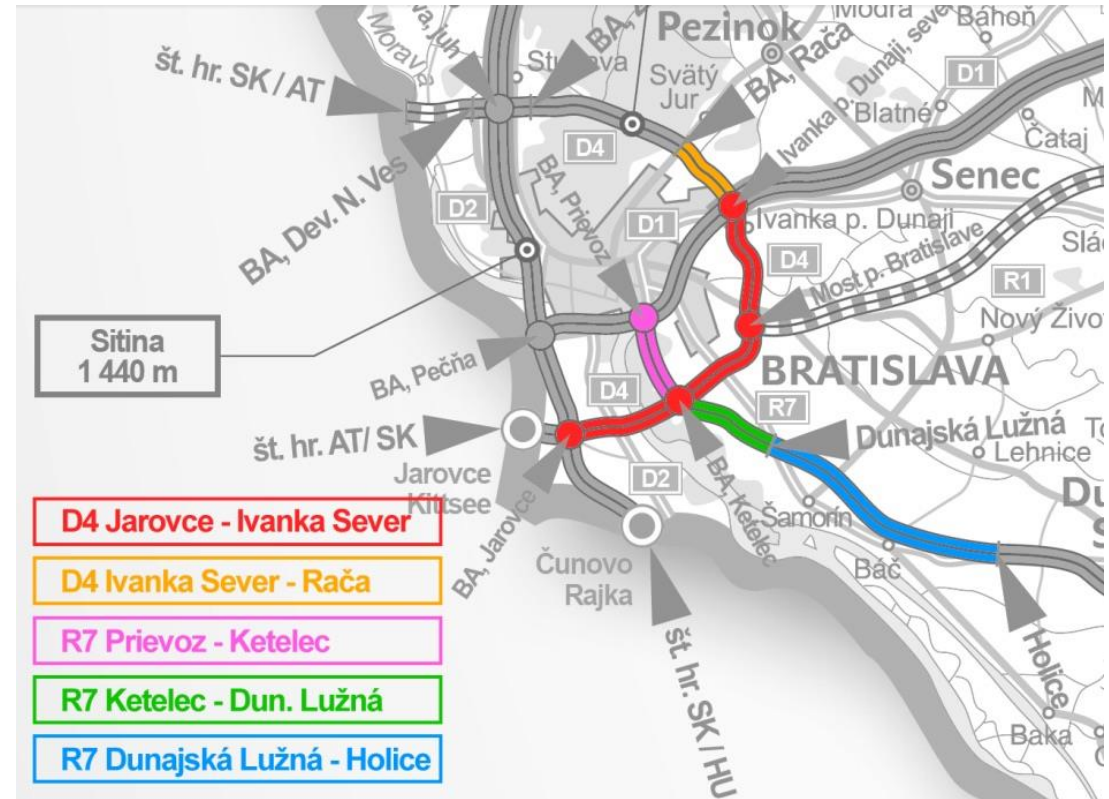 Modra
Báhoň
Pezinok
Morava
Stupava
Svätý
Jur
BA, Rača
Ivanka p. Dunaji, sever
D1
št. hr. SK / AT
Blatné
Čataj
D4
Senec
BA, Dev. N. Ves
BA, Prievoz
D2
D1
Ivanka p. Dunaji
D4
Most p. Bratislave
R1
Nový Živo
Sitina
1 440 m
BA, Pečňa
D4
BRATISLAVA
R7
Dunajská Lužná
Lehnice
št. hr. AT/ SK
Jarovce
Kittsee
D2
BA, Ketelec
Šamorín
BA, Jarovce
Čunovo
Rajka
Báč
Holice
št. hr. SK / HU
Baka
D4 Jarovce - Ivanka Sever
D4 Ivanka Sever - Rača
R7 Prievoz - Ketelec
R7 Ketelec - Dun. Lužná
R7 Dunajská Lužná - Holice